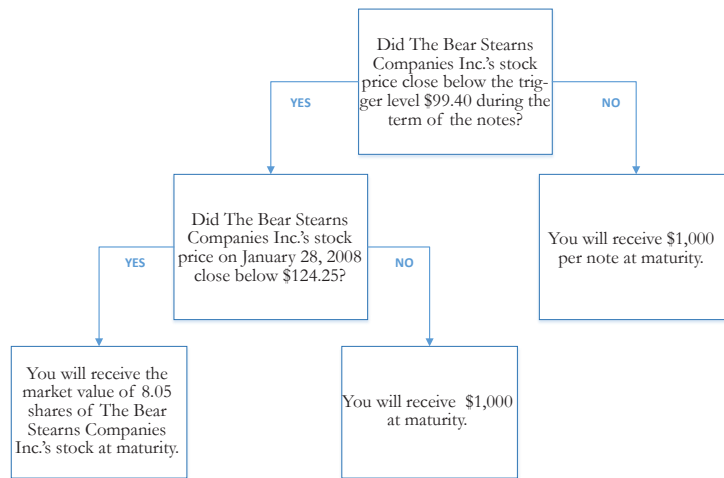 Did The Bear Stearns
Companies Inc.'s stock
price close below the trig-
ger level $99.40 during the
term of the notes?
YES
NO
Did The Bear Stearns
Companies Inc.'s stock
price on January 28, 2008
close below $124.25?
You will receive $1,000
per note at maturity.
YES
NO
You will receive the
market value of 8.05
shares of The Bear
Stearns Companies
Inc.'s stock at maturity.
You will receive $1,000
at maturity.